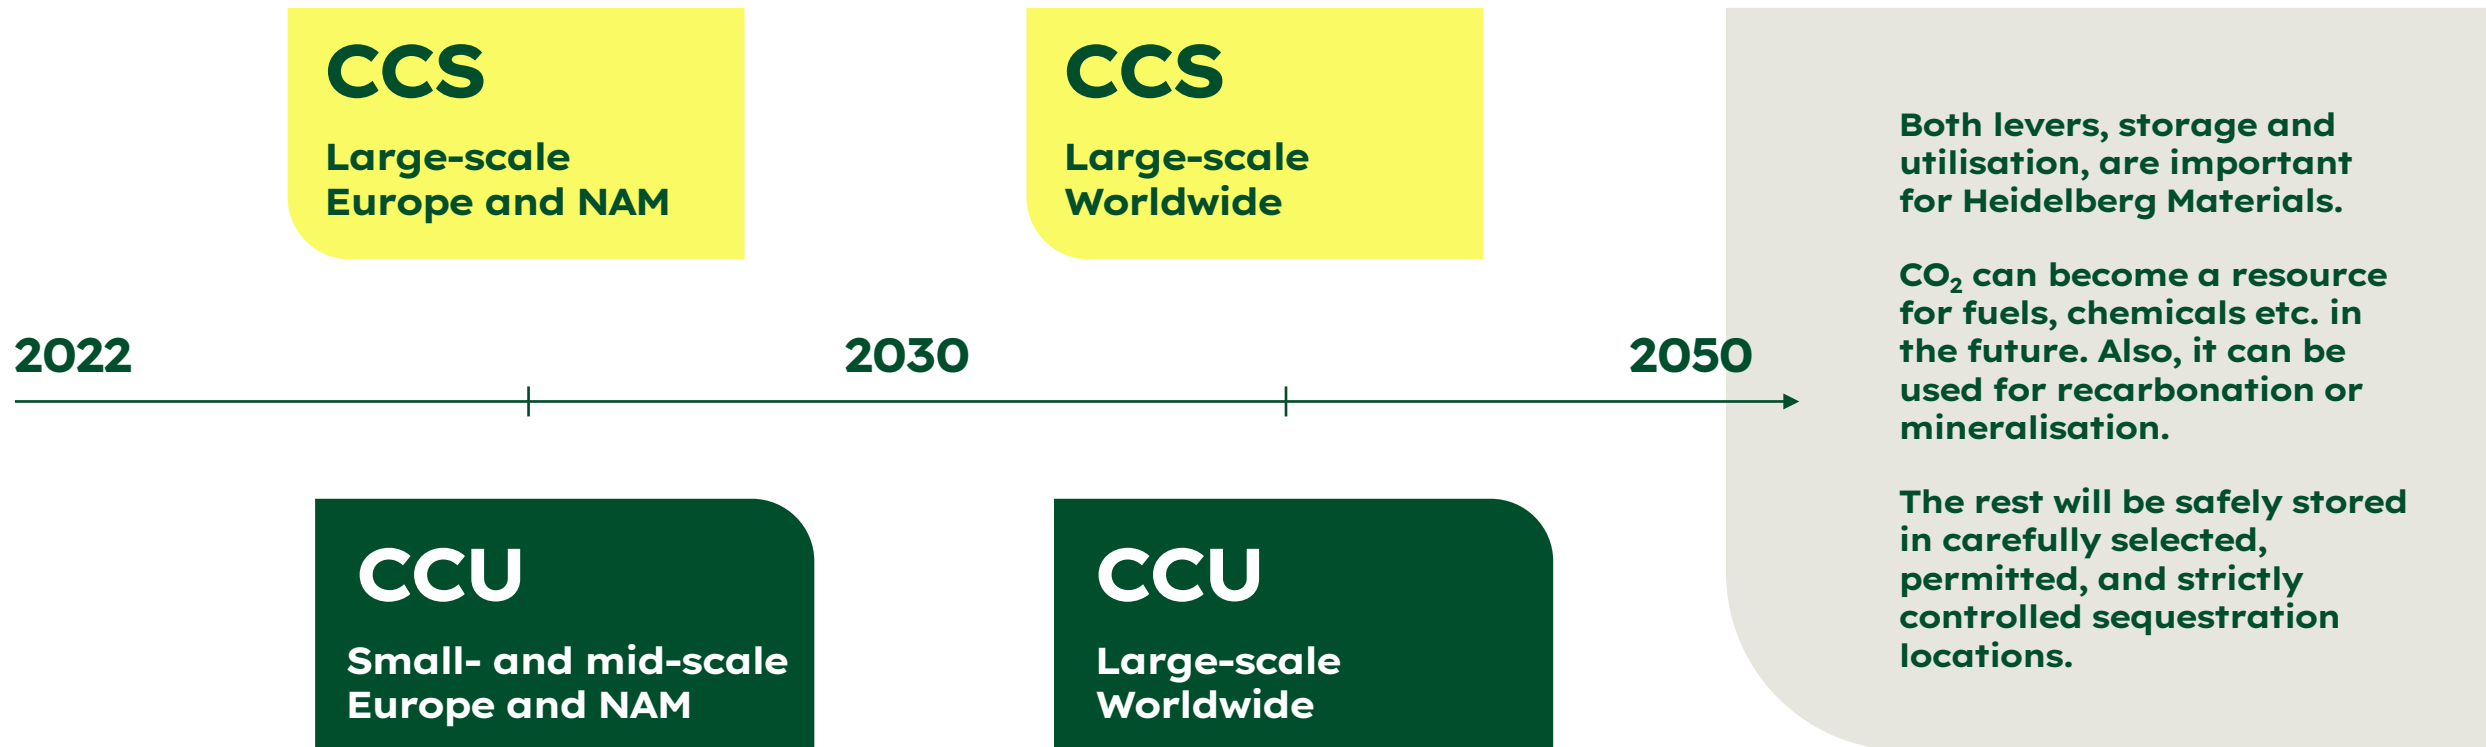 CCS
Large-scale
Europe and NAM
CCS
Large-scale
Worldwide
2022
2030
2050
CCU
Small- and mid-scale
Europe and NAM
CCU
Large-scale
Worldwide
Both levers, storage and
utilisation, are important
for Heidelberg Materials.
CO₂ can become a resource
for fuels, chemicals etc. in
the future. Also, it can be
used for recarbonation or
mineralisation.
The rest will be safely stored
in carefully selected,
permitted, and strictly
controlled sequestration
locations.